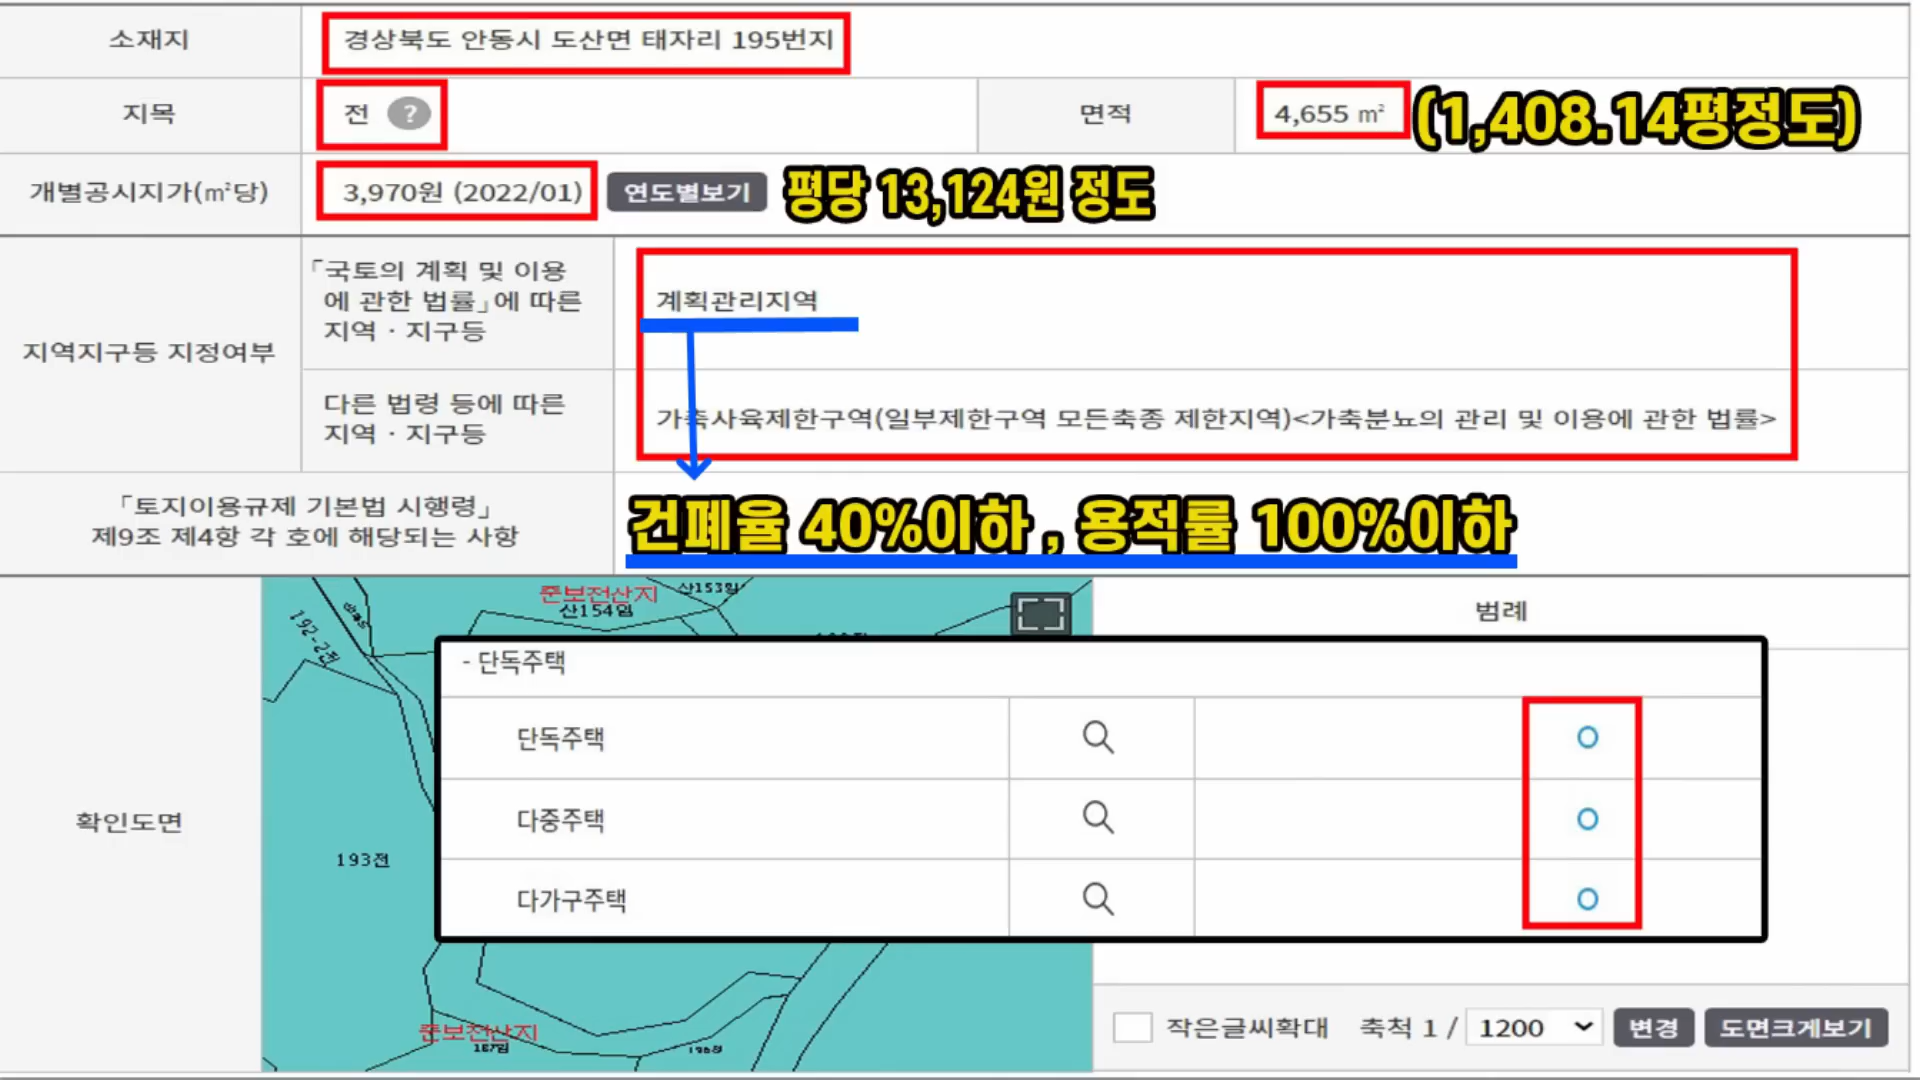 소재지
경상북도 안동시 도산면 태자리 195번지
지목
전 ?
면적
4,655 ㎡
(1,408.14평정도)
개별공시지가(㎡당)
3,970원 (2022/01)
연도별보기
평당 13,124원 정도
지역지구등 지정여부
「국토의 계획 및 이용
에 관한 법률」에 따른
지역 · 지구등
계획관리지역
다른 법령 등에 따른
지역 · 지구등
가축사육제한구역(일부제한구역 모든축종 제한지역)<가축분뇨의 관리 및 이용에 관한 법률>
「토지이용규제 기본법 시행령」
제9조 제4항 각 호에 해당되는 사항
건폐율 40%이하 , 용적률 100%이하
확인도면
준보전산지
산153임
산154임
192-2전
193전
범례
- 단독주택
단독주택
O
다중주택
O
다가구주택
O
준보전산지
187임
작은글씨확대
축척 1 /
1200
변경
도면크게보기